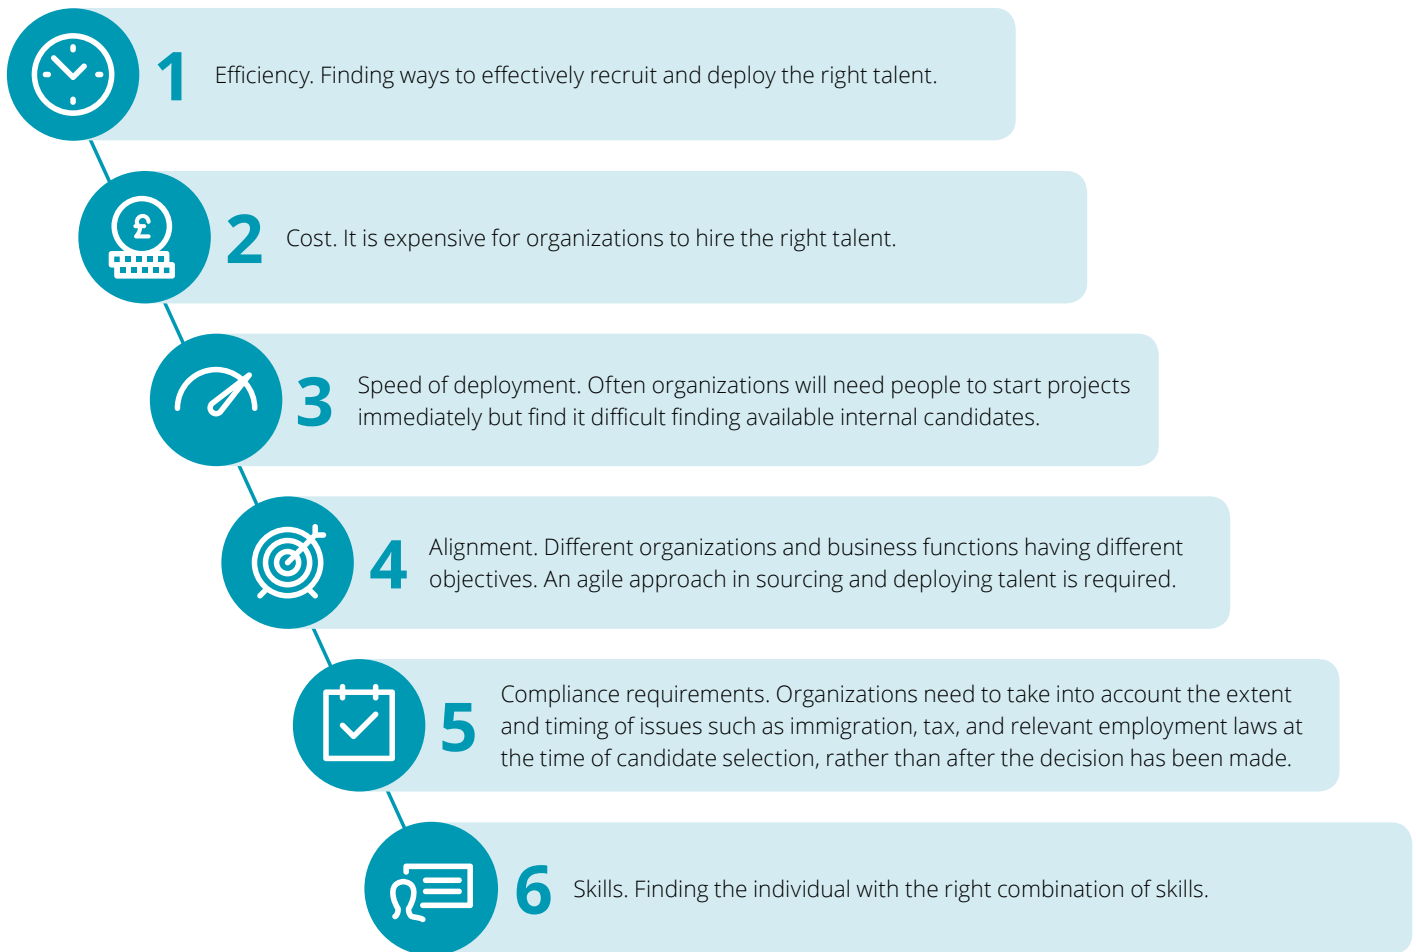 1 Efficiency. Finding ways to effectively recruit and deploy the right talent.
£
2 Cost. It is expensive for organizations to hire the right talent.
3 Speed of deployment. Often organizations will need people to start projects
immediately but find it difficult finding available internal candidates.
4 Alignment. Different organizations and business functions having different
objectives. An agile approach in sourcing and deploying talent is required.
5 Compliance requirements. Organizations need to take into account the extent
and timing of issues such as immigration, tax, and relevant employment laws at
the time of candidate selection, rather than after the decision has been made.
6 Skills. Finding the individual with the right combination of skills.